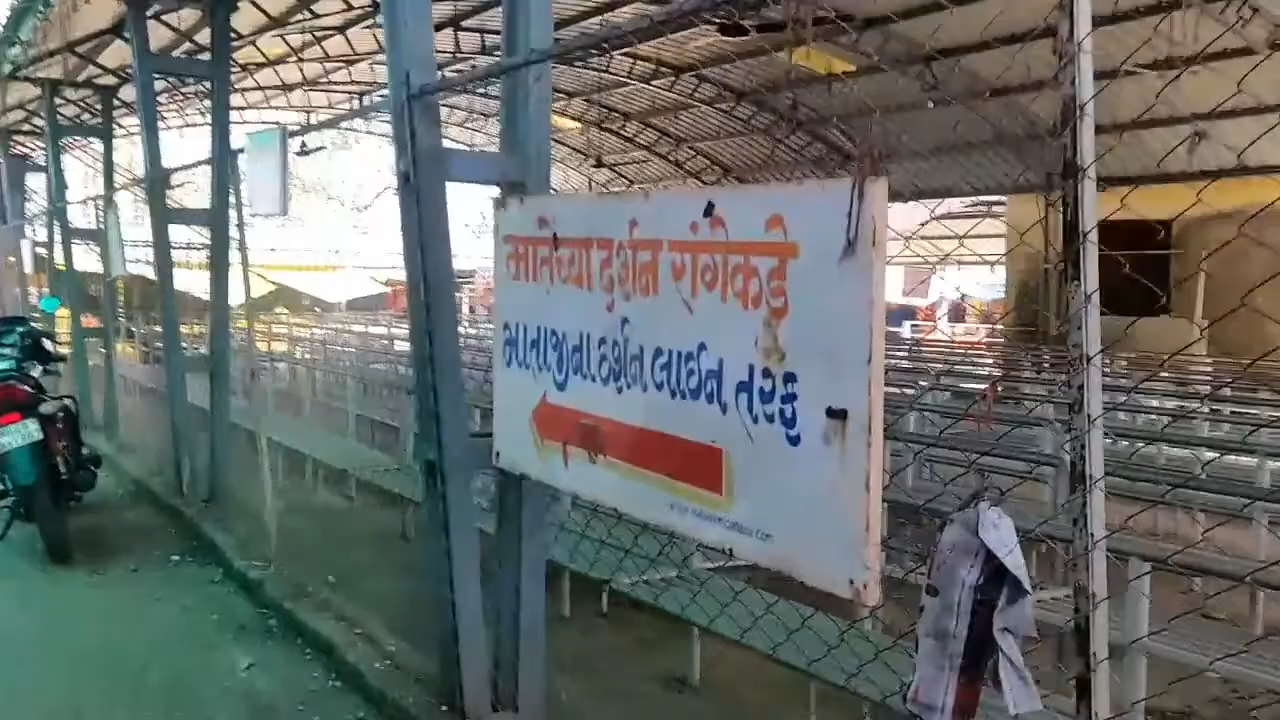 मातेच्या दर्शन रांगेकडे
માતાજીના દર્શન લાઈન તરફ